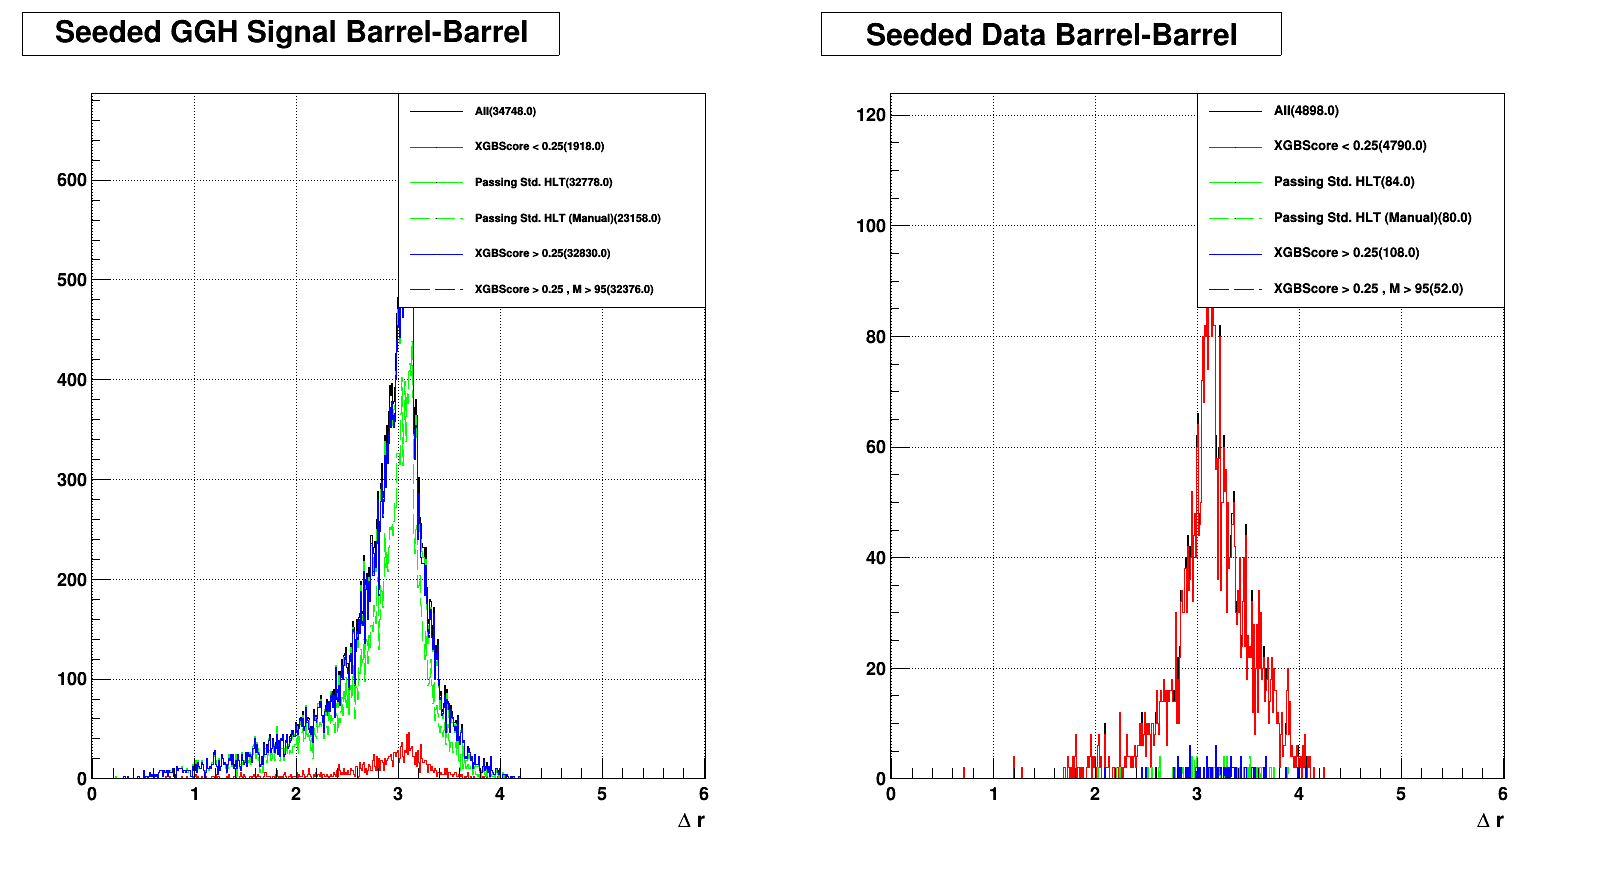 Seeded GGH Signal Barrel-Barrel
All(34748.0)
XGBScore < 0.25(1918.0)
Passing Std. HLT(32778.0)
Passing Std. HLT (Manual)(23158.0)
XGBScore > 0.25(32830.0)
XGBScore > 0.25 , M > 95(32376.0)
600
500
400
300
200
100
0
0 1 2 3 4 5 6
Δ r
Seeded Data Barrel-Barrel
All(4898.0)
XGBScore < 0.25(4790.0)
Passing Std. HLT(84.0)
Passing Std. HLT (Manual)(80.0)
XGBScore > 0.25(108.0)
XGBScore > 0.25 , M > 95(52.0)
120
100
80
60
40
20
0
0 1 2 3 4 5 6
Δ r